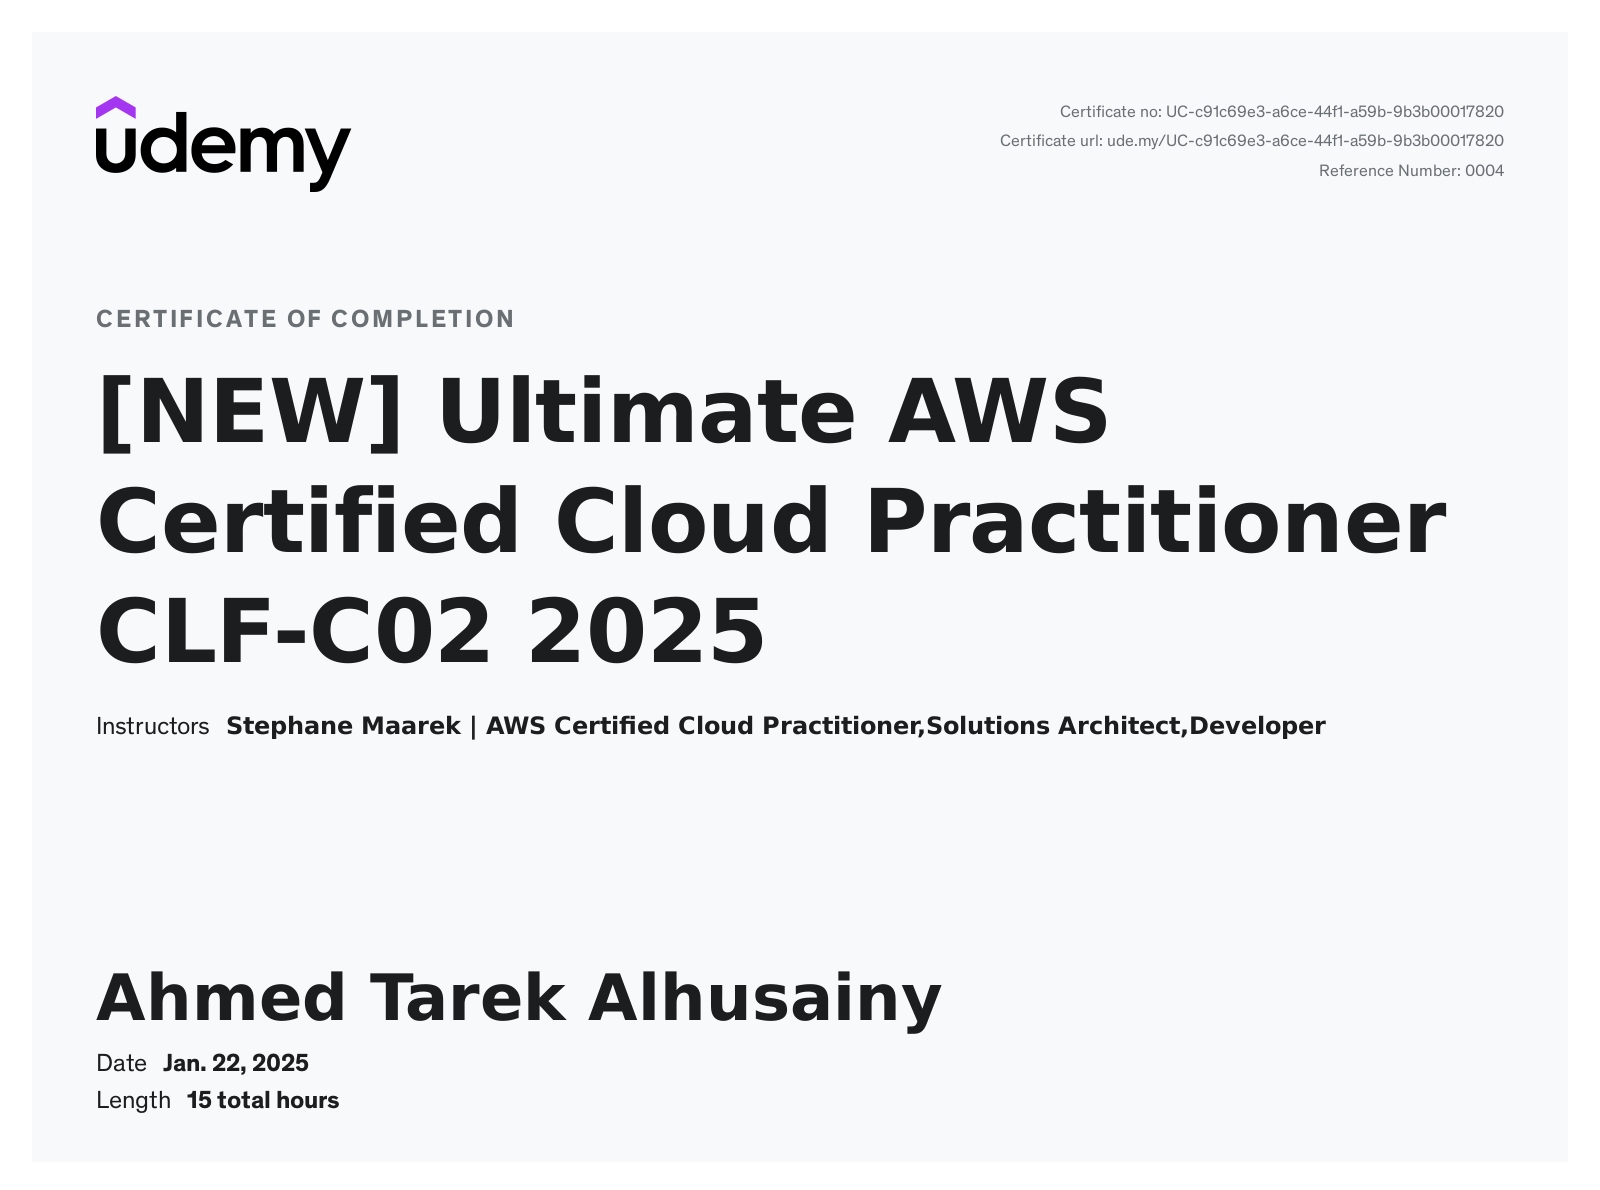 udemy
Certificate no: UC-c91c69e3-a6ce-44f1-a59b-9b3b00017820
Certificate url: ude.my/UC-c91c69e3-a6ce-44f1-a59b-9b3b00017820
Reference Number: 0004
CERTIFICATE OF COMPLETION
[NEW] Ultimate AWS
Certified Cloud Practitioner
CLF-C02 2025
Instructors Stephane Maarek | AWS Certified Cloud Practitioner,Solutions Architect,Developer
Ahmed Tarek Alhusainy
Date Jan. 22, 2025
Length 15 total hours